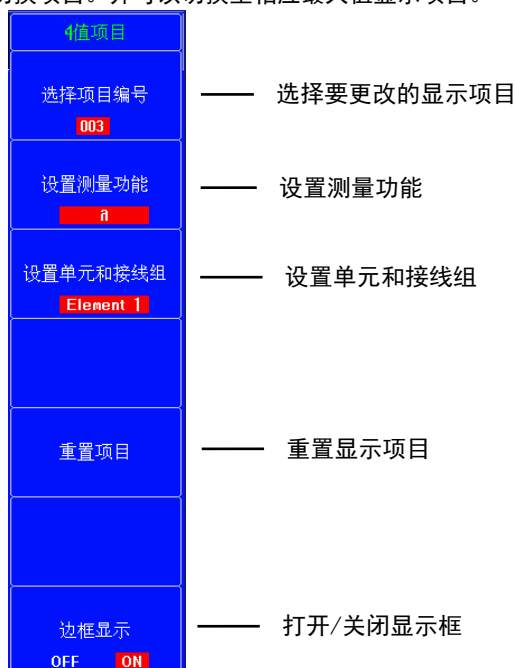 4值项目
选择项目编号
003
选择要更改的显示项目
设置测量功能
设置测量功能
设置单元和接线组
Element 1
设置单元和接线组
重置项目
重置显示项目
边框显示
OFF ON
打开/关闭显示框